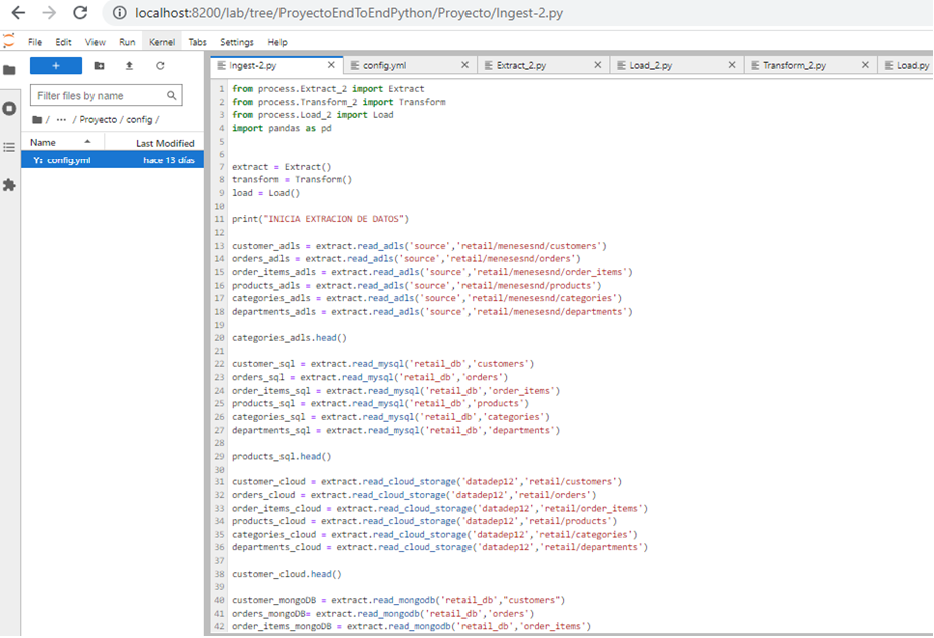 localhost:8200/lab/tree/ProyectoEndToEndPython/Proyecto/Ingest-2.py
File Edit View Run Kernel Tabs Settings Help
+
Filter files by name
/ ··· / Proyecto / config /
Name Last Modified
Y: config.yml hace 13 días
Ingest-2.py config.yml Extract_2.py Load_2.py Transform_2.py Load.py
1 from process.Extract_2 import Extract
2 from process.Transform_2 import Transform
3 from process.Load_2 import Load
4 import pandas as pd
5
6
7 extract = Extract()
8 transform = Transform()
9 load = Load()
10
11 print("INICIA EXTRACION DE DATOS")
12
13 customer_adls = extract.read_adls('source','retail/menesesnd/customers')
14 orders_adls = extract.read_adls('source','retail/menesesnd/orders')
15 order_items_adls = extract.read_adls('source','retail/menesesnd/order_items')
16 products_adls = extract.read_adls('source','retail/menesesnd/products')
17 categories_adls = extract.read_adls('source','retail/menesesnd/categories')
18 departments_adls = extract.read_adls('source','retail/menesesnd/departments')
19
20 categories_adls.head()
21
22 customer_sql = extract.read_mysql('retail_db','customers')
23 orders_sql = extract.read_mysql('retail_db','orders')
24 order_items_sql = extract.read_mysql('retail_db','order_items')
25 products_sql = extract.read_mysql('retail_db','products')
26 categories_sql = extract.read_mysql('retail_db','categories')
27 departments_sql = extract.read_mysql('retail_db','departments')
28
29 products_sql.head()
30
31 customer_cloud = extract.read_cloud_storage('datadep12','retail/customers')
32 orders_cloud = extract.read_cloud_storage('datadep12','retail/orders')
33 order_items_cloud = extract.read_cloud_storage('datadep12','retail/order_items')
34 products_cloud = extract.read_cloud_storage('datadep12','retail/products')
35 categories_cloud = extract.read_cloud_storage('datadep12','retail/categories')
36 departments_cloud = extract.read_cloud_storage('datadep12','retail/departments')
37
38 customer_cloud.head()
39
40 customer_mongoDB = extract.read_mongodb('retail_db',"customers")
41 orders_mongoDB= extract.read_mongodb('retail_db','orders')
42 order_items_mongoDB = extract.read_mongodb('retail_db','order_items')